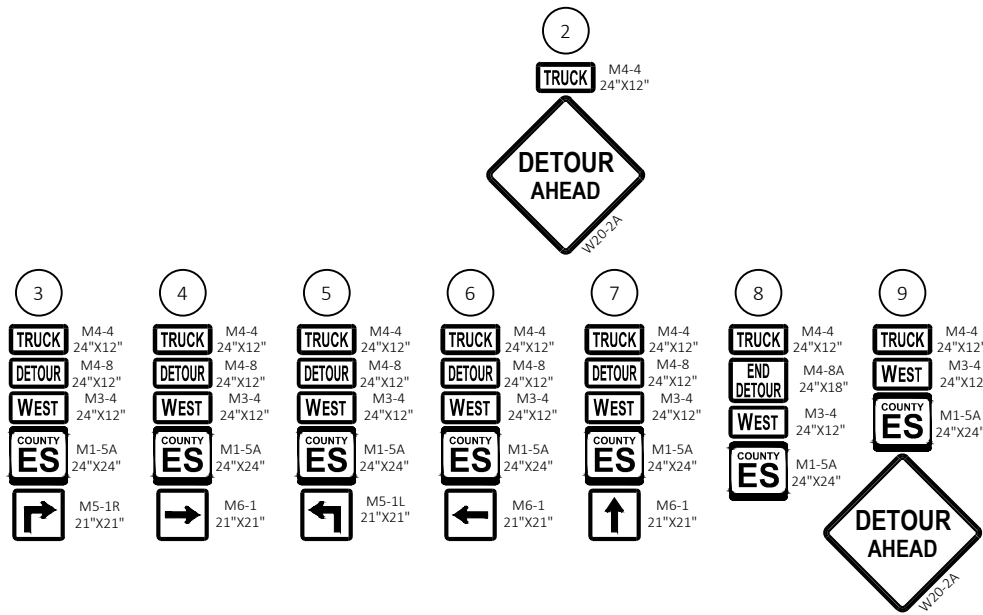 2
TRUCK
M4-4
24"X12"
DETOUR
AHEAD
W20-2A
3
TRUCK
M4-4
24"X12"
DETOUR
M4-8
24"X12"
WEST
M3-4
24"X12"
COUNTY
ES
M1-5A
24"X24"
M5-1R
21"X21"
4
TRUCK
M4-4
24"X12"
DETOUR
M4-8
24"X12"
WEST
M3-4
24"X12"
COUNTY
ES
M1-5A
24"X24"
M6-1
21"X21"
5
TRUCK
M4-4
24"X12"
DETOUR
M4-8
24"X12"
WEST
M3-4
24"X12"
COUNTY
ES
M1-5A
24"X24"
M5-1L
21"X21"
6
TRUCK
M4-4
24"X12"
DETOUR
M4-8
24"X12"
WEST
M3-4
24"X12"
COUNTY
ES
M1-5A
24"X24"
M6-1
21"X21"
7
TRUCK
M4-4
24"X12"
DETOUR
M4-8
24"X12"
WEST
M3-4
24"X12"
COUNTY
ES
M1-5A
24"X24"
M6-1
21"X21"
8
TRUCK
M4-4
24"X12"
END
DETOUR
M4-8A
24"X18"
WEST
M3-4
24"X12"
COUNTY
ES
M1-5A
24"X24"
9
TRUCK
M4-4
24"X12"
WEST
M3-4
24"X12
COUNTY
ES
M1-5A
24"X24"
DETOUR
AHEAD
W20-2A